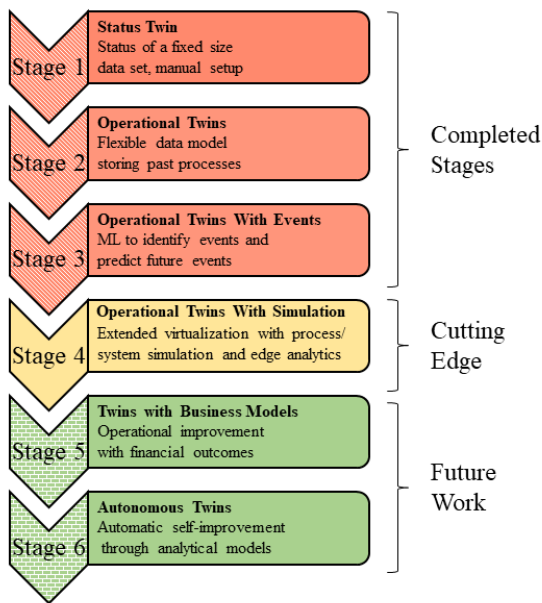 Stage 1
Status Twin
Status of a fixed size
data set, manual setup
Stage 2
Operational Twins
Flexible data model
storing past processes
Stage 3
Operational Twins With Events
ML to identify events and
predict future events
Completed
Stages
Stage 4
Operational Twins With Simulation
Extended virtualization with process/
system simulation and edge analytics
Cutting
Edge
Stage 5
Twins with Business Models
Operational improvement
with financial outcomes
Stage 6
Autonomous Twins
Automatic self-improvement
through analytical models
Future
Work